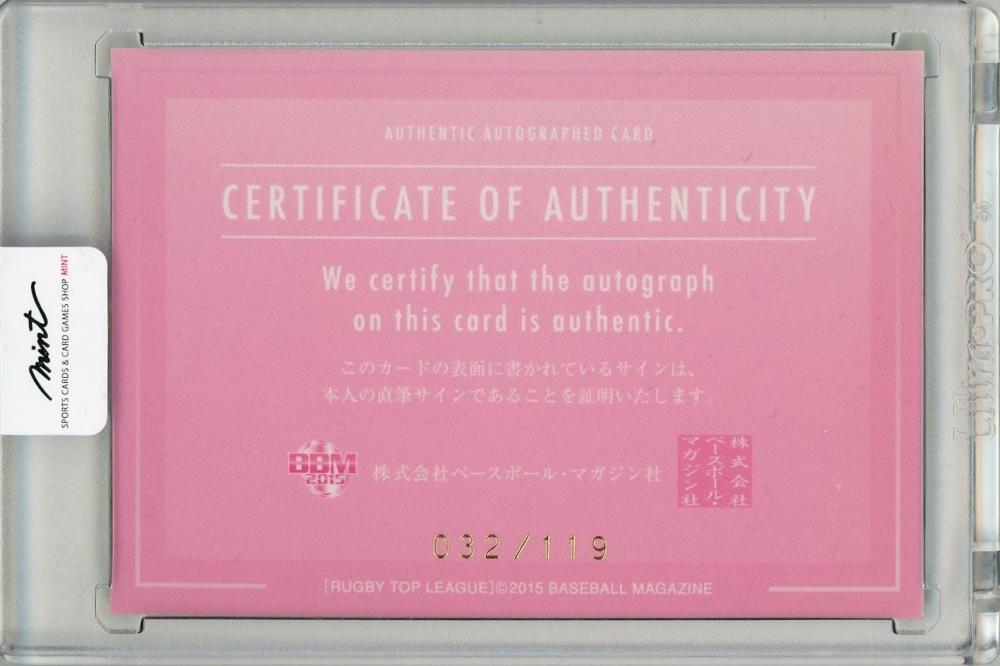 AUTHENTIC AUTOGRAPHED CARD
CERTIFICATE OF AUTHENTICITY
We certify that the autograph
on this card is authentic.
このカードの表面に書かれているサインは、
本人の直筆サインであることを証明いたします。
BBM
2015
株式会社ベースボール・マガジン社
株式会社
ベースボール・
マガジン社
032/119
[RUGBY TOP LEAGUE]©2015 BASEBALL MAGAZINE
mint
SPORTS CARDS & CARD GAMES SHOP MINT